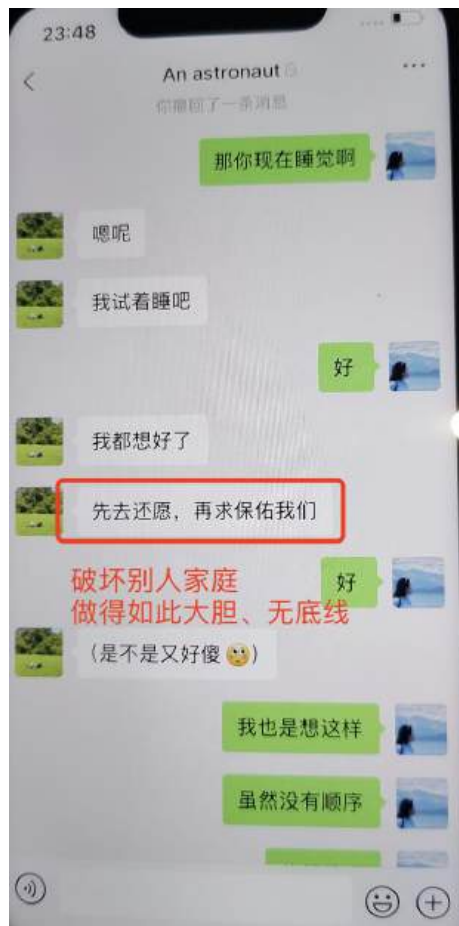 23:48
An astronaut
你撤回了一条消息
那你现在睡觉啊
嗯呢
我试着睡吧
好
我都想好了
先去还愿，再求保佑我们
破坏别人家庭
好
做得如此大胆、无底线
（是不是又好傻🥹）
我也是想这样
虽然没有顺序